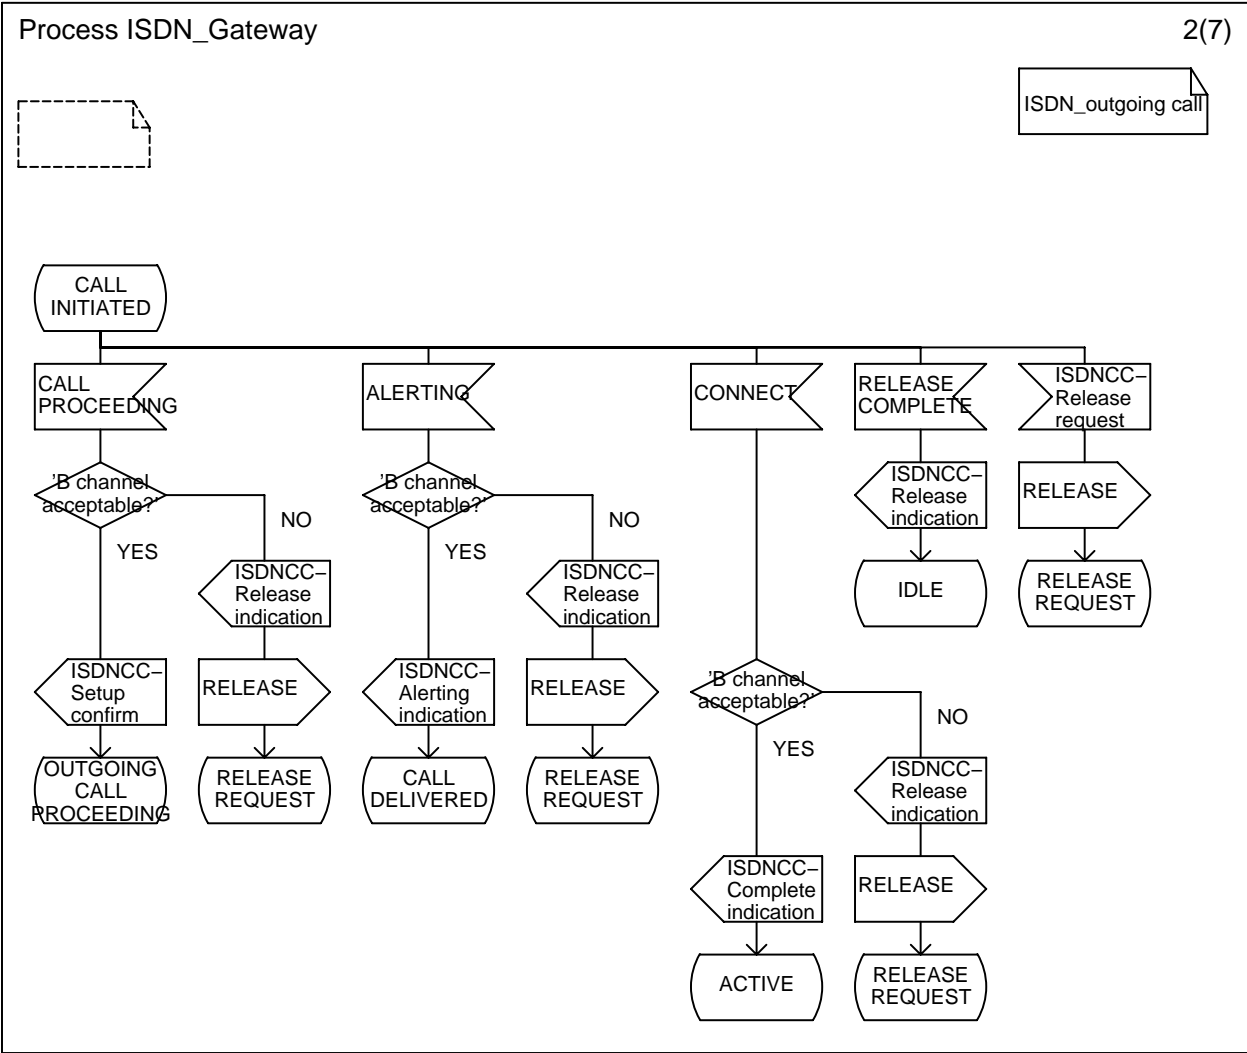 Process ISDN_Gateway
2(7)
ISDN_outgoing call
CALL
INITIATED
CALL
PROCEEDING
ALERTING
CONNECT
RELEASE
COMPLETE
ISDNCC–
Release
request
'B channel
acceptable?'
NO
YES
'B channel
acceptable?'
NO
YES
ISDNCC–
Release
indication
RELEASE
IDLE
RELEASE
REQUEST
ISDNCC–
Release
indication
ISDNCC–
Release
indication
ISDNCC–
Setup
confirm
RELEASE
ISDNCC–
Alerting
indication
RELEASE
'B channel
acceptable?'
NO
YES
OUTGOING
CALL
PROCEEDING
RELEASE
REQUEST
CALL
DELIVERED
RELEASE
REQUEST
ISDNCC–
Release
indication
ISDNCC–
Complete
indication
RELEASE
ACTIVE
RELEASE
REQUEST